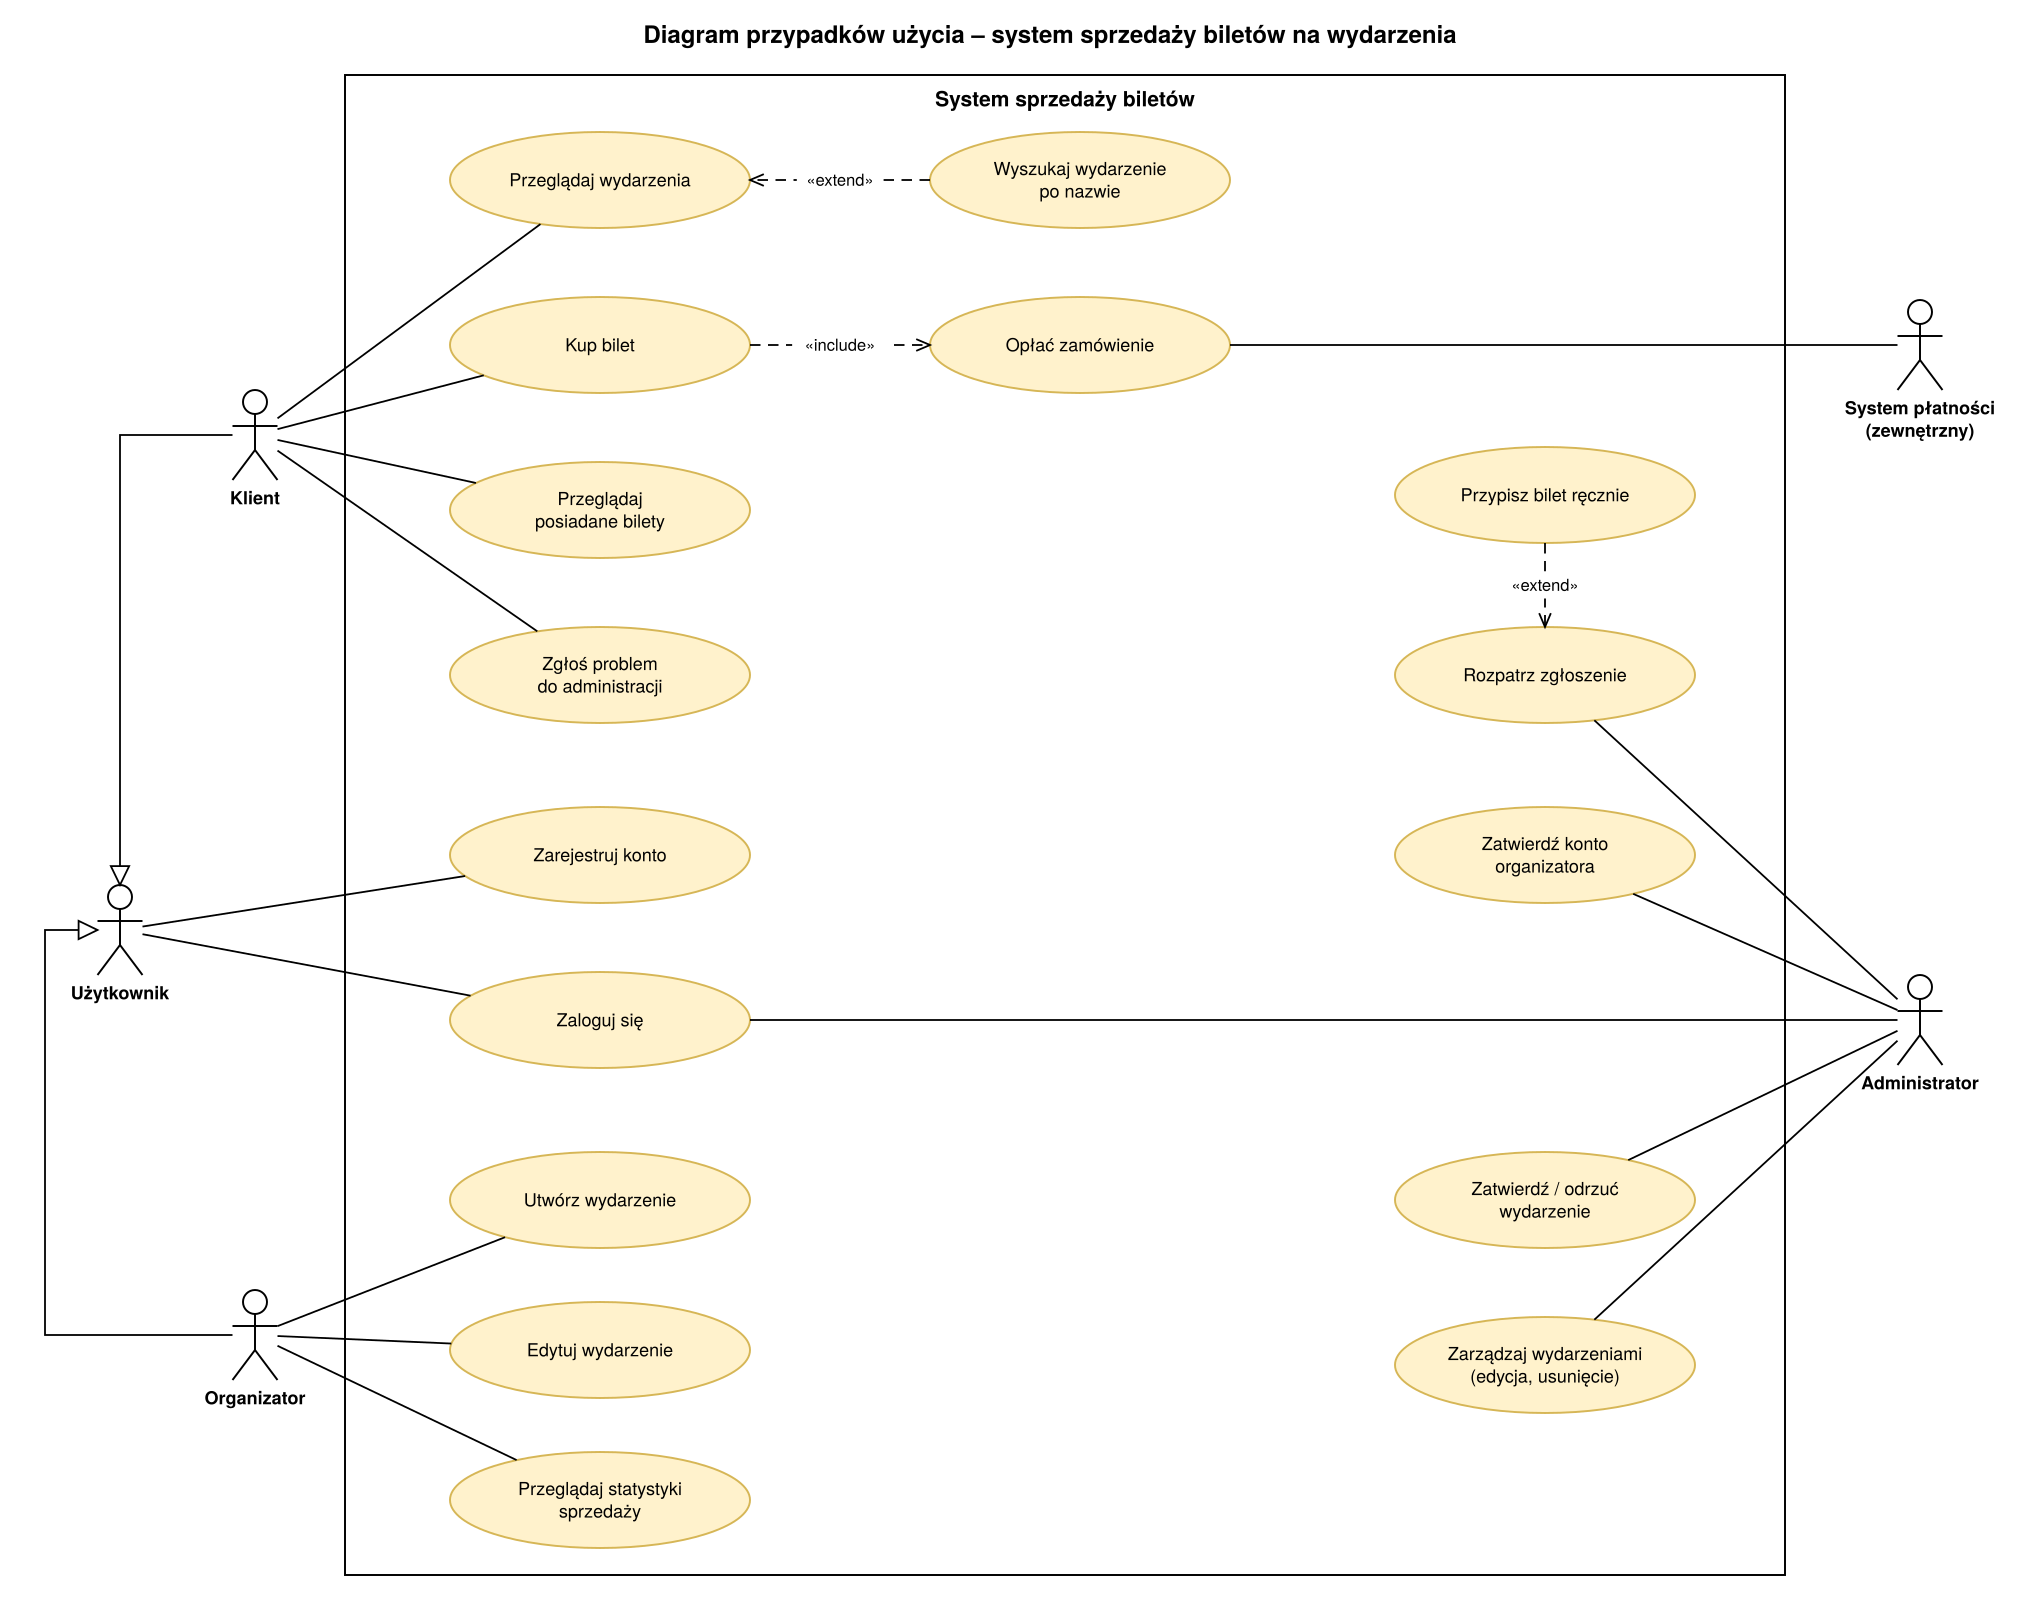 Diagram przypadków użycia – system sprzedaży biletów na wydarzenia
System sprzedaży biletów
Przeglądaj wydarzenia
«extend»
Wyszukaj wydarzenie
po nazwie
Kup bilet
«include»
Opłać zamówienie
System płatności
(zewnętrzny)
Klient
Przeglądaj
posiadane bilety
Przypisz bilet ręcznie
«extend»
Zgłoś problem
do administracji
Rozpatrz zgłoszenie
Zarejestruj konto
Zatwierdź konto
organizatora
Użytkownik
Zaloguj się
Administrator
Utwórz wydarzenie
Zatwierdź / odrzuć
wydarzenie
Edytuj wydarzenie
Zarządzaj wydarzeniami
(edycja, usunięcie)
Organizator
Przeglądaj statystyki
sprzedaży